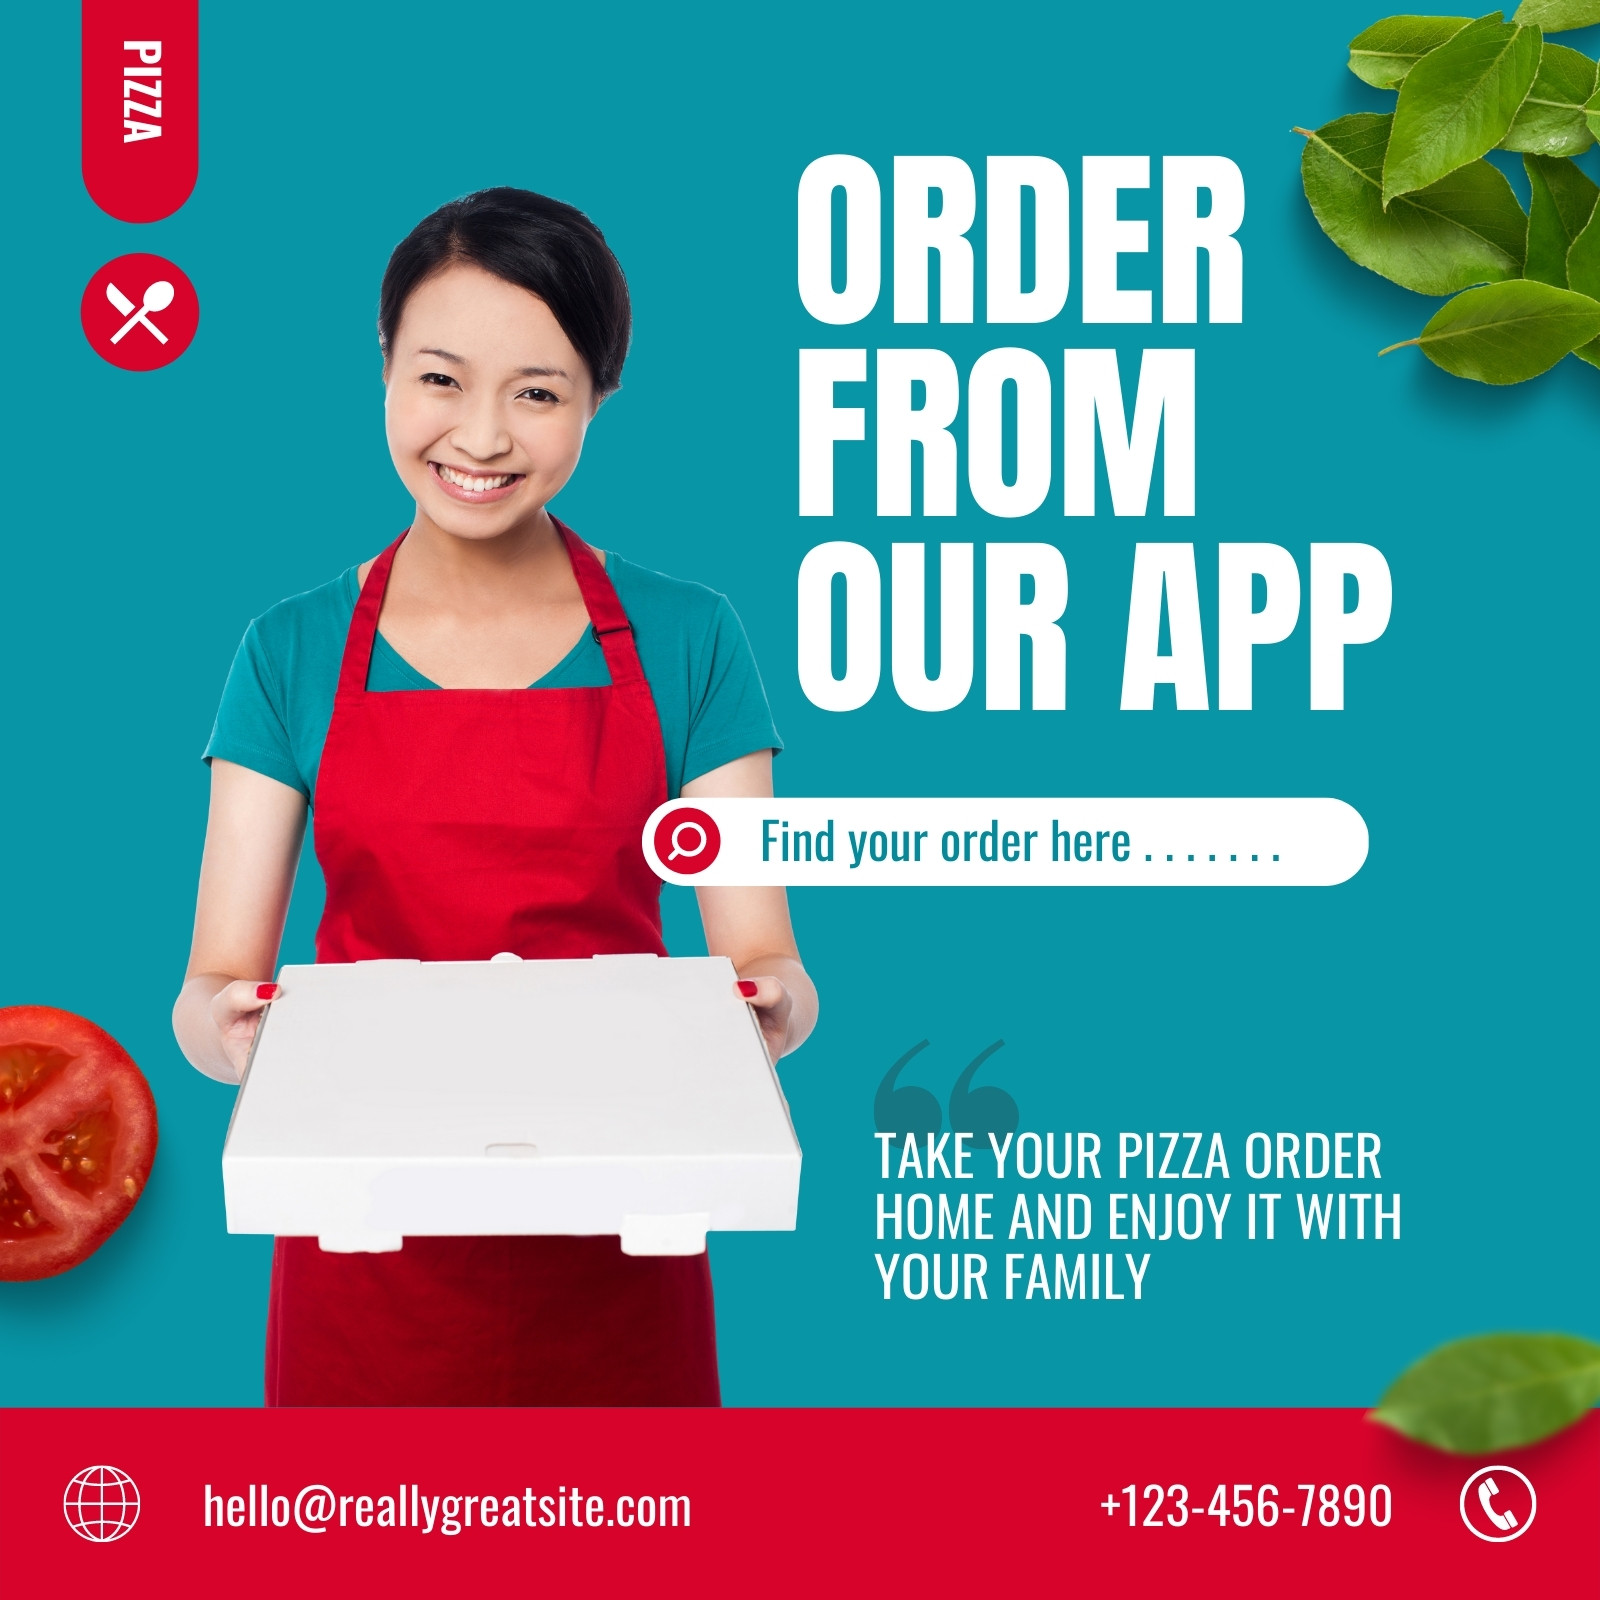 PIZZA
ORDER
FROM
OUR APP
Find your order here . . . . . . .
“
TAKE YOUR PIZZA ORDER
HOME AND ENJOY IT WITH
YOUR FAMILY
hello@reallygreatsite.com
+123-456-7890